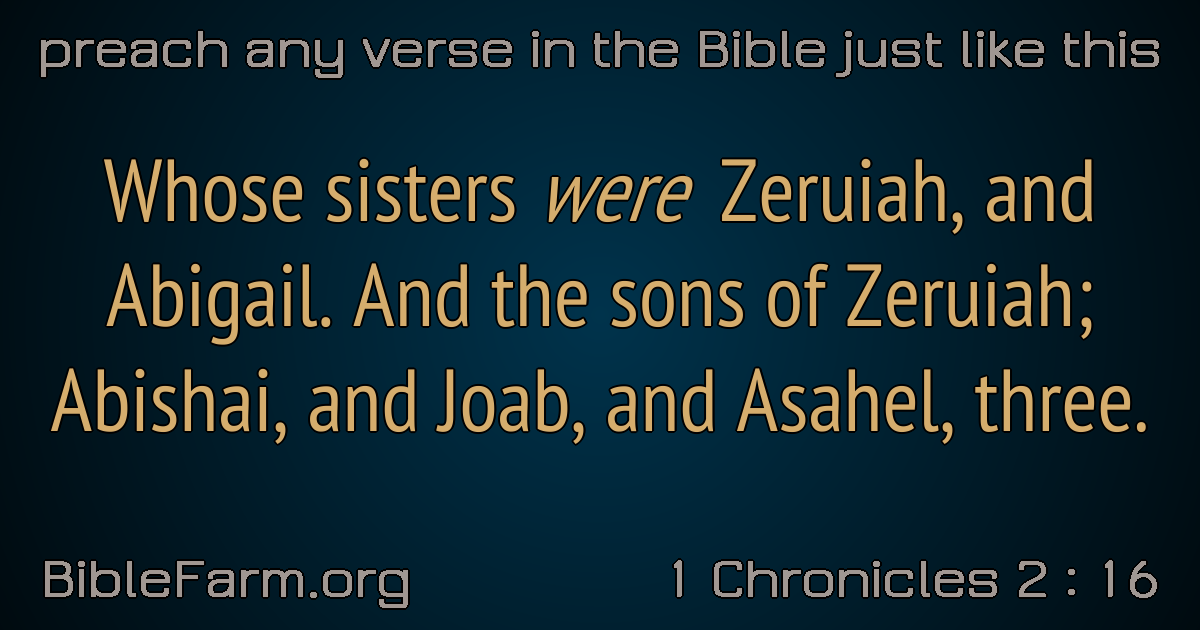 preach any verse in the Bible just like this
Whose sisters were Zeruiah, and
Abigail. And the sons of Zeruiah;
Abishai, and Joab, and Asahel, three.
BibleFarm.org
1 Chronicles 2 : 16